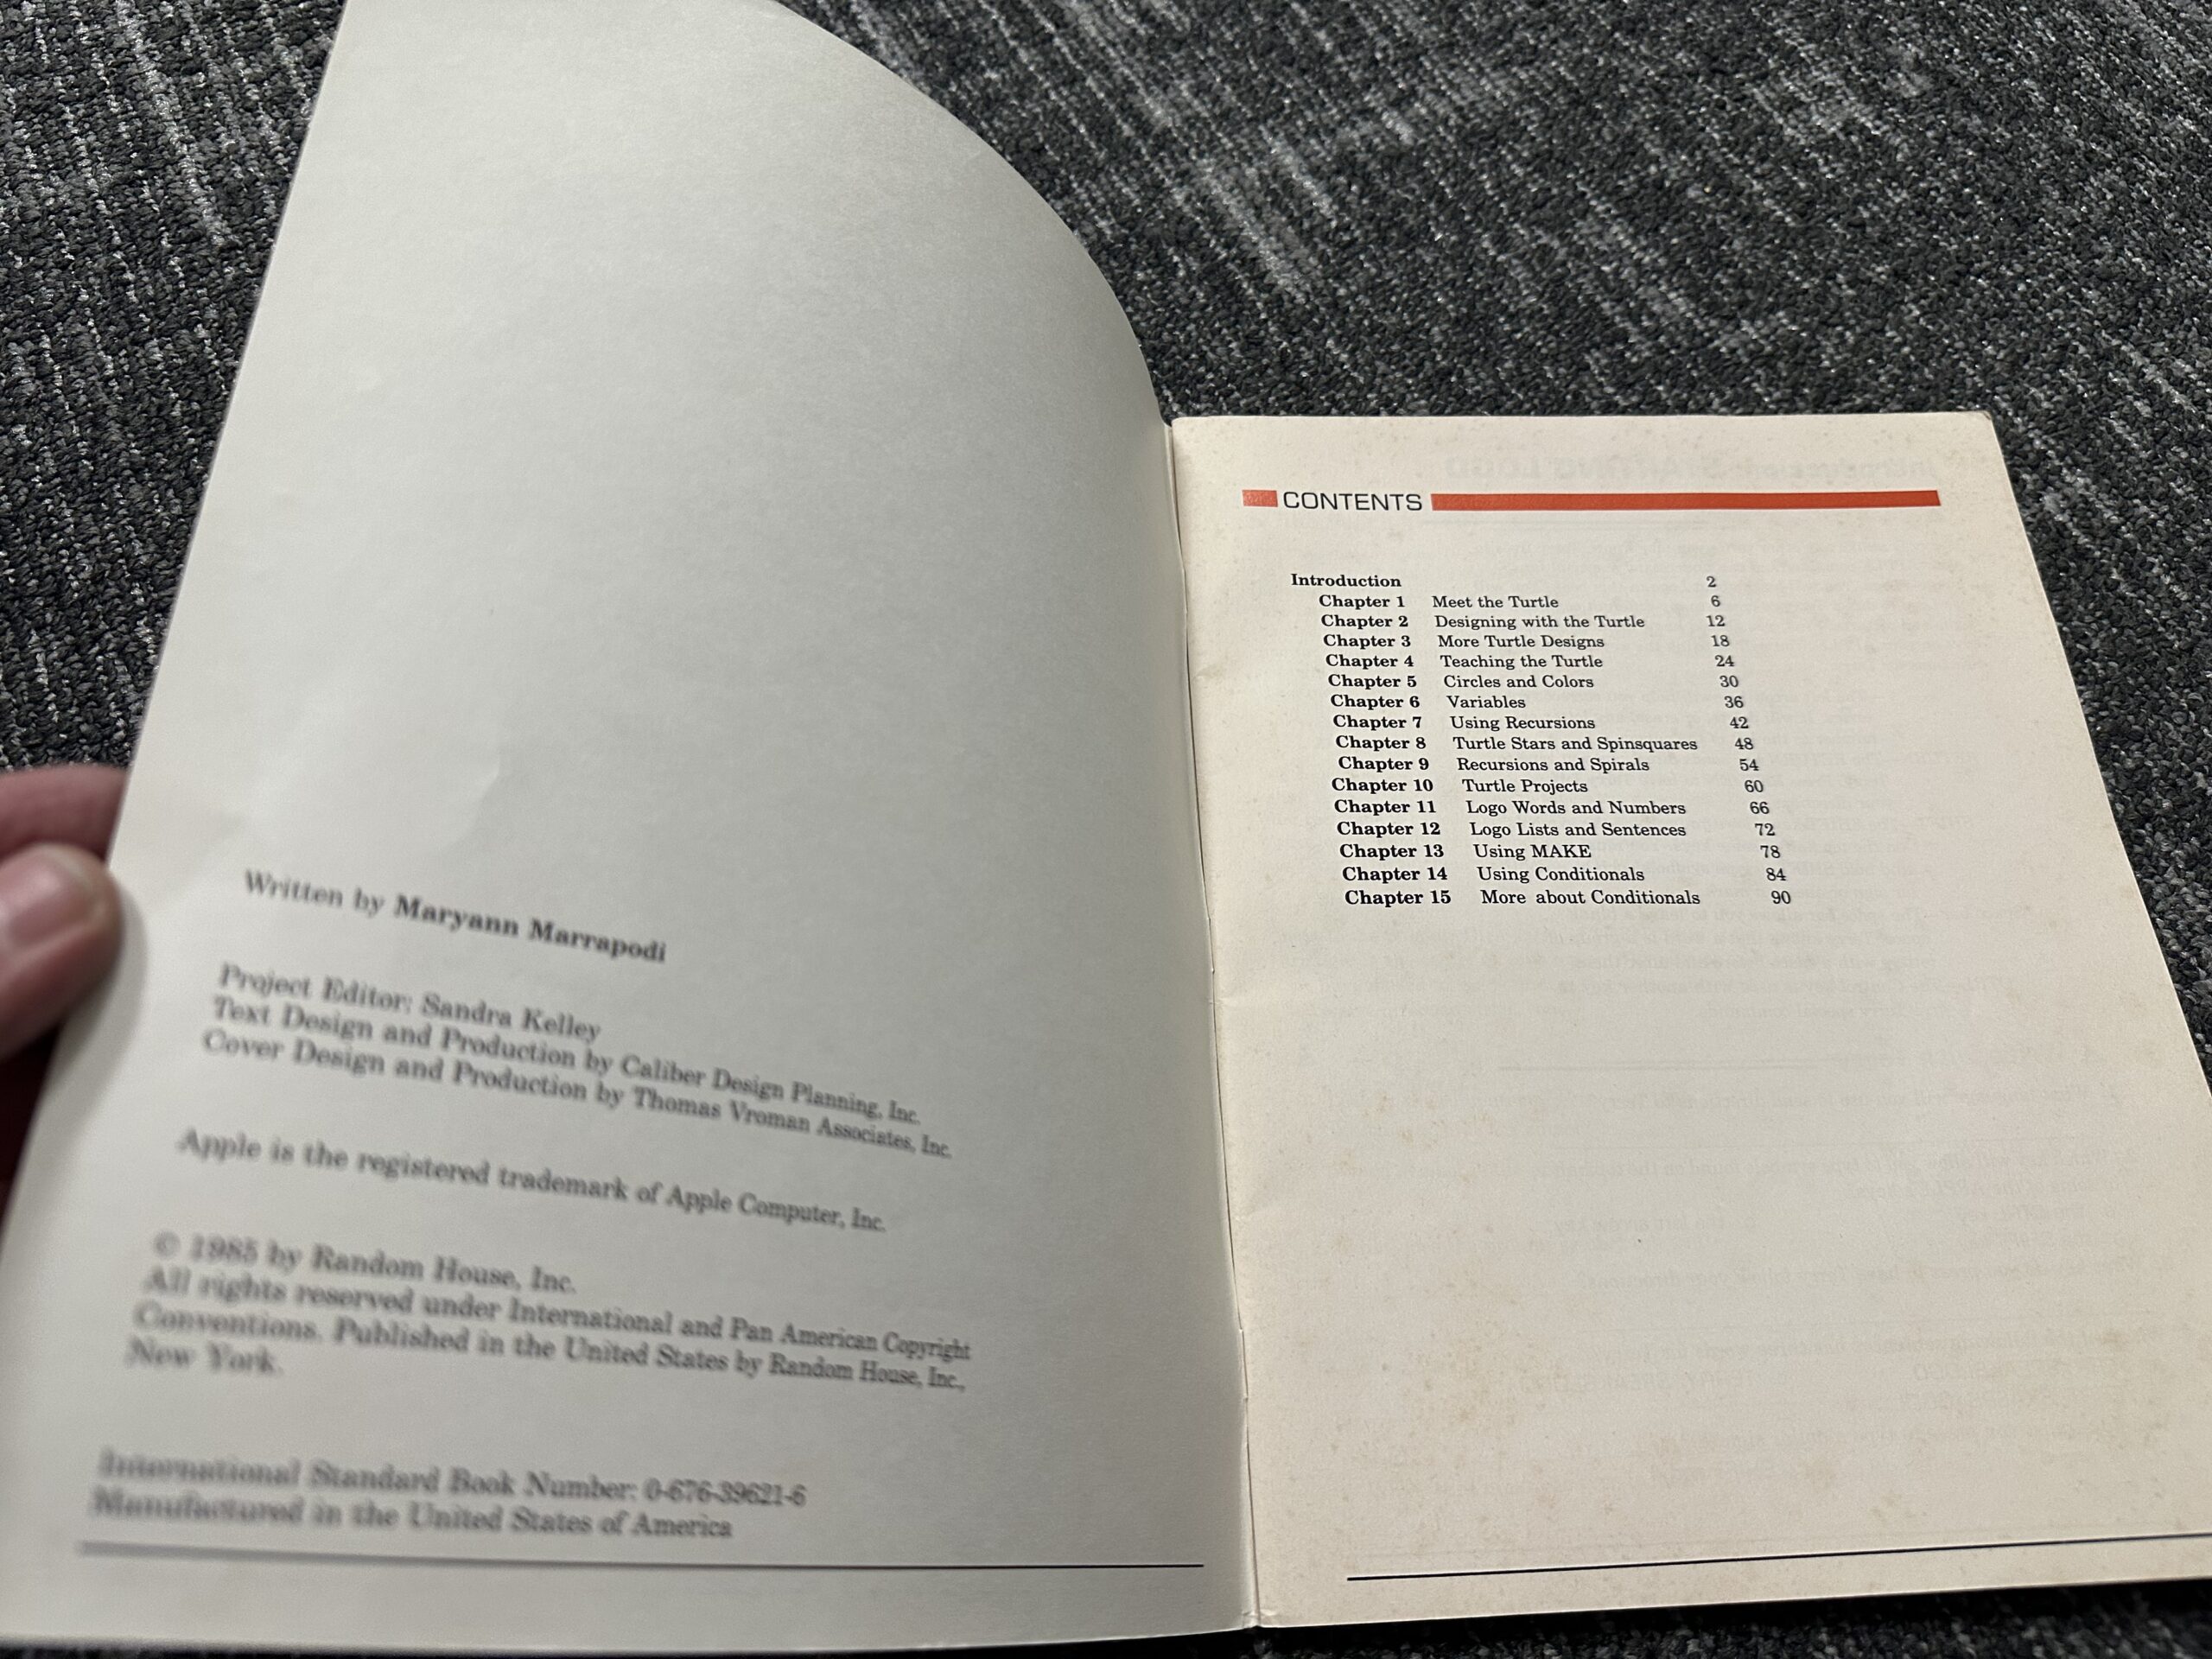 Written by Maryann Marrapodi
Project Editor: Sandra Kelley
Text Design and Production by Caliber Design Planning, Inc.
Cover Design and Production by Thomas Vroman Associates, Inc.
Apple is the registered trademark of Apple Computer, Inc.
© 1985 by Random House, Inc.
All rights reserved under International and Pan American Copyright
Conventions. Published in the United States by Random House, Inc.,
New York.
International Standard Book Number: 0-676-39621-6
Manufactured in the United States of America
CONTENTS
Introduction 2
Chapter 1 Meet the Turtle 6
Chapter 2 Designing with the Turtle 12
Chapter 3 More Turtle Designs 18
Chapter 4 Teaching the Turtle 24
Chapter 5 Circles and Colors 30
Chapter 6 Variables 36
Chapter 7 Using Recursions 42
Chapter 8 Turtle Stars and Spinsquares 48
Chapter 9 Recursions and Spirals 54
Chapter 10 Turtle Projects 60
Chapter 11 Logo Words and Numbers 66
Chapter 12 Logo Lists and Sentences 72
Chapter 13 Using MAKE 78
Chapter 14 Using Conditionals 84
Chapter 15 More about Conditionals 90